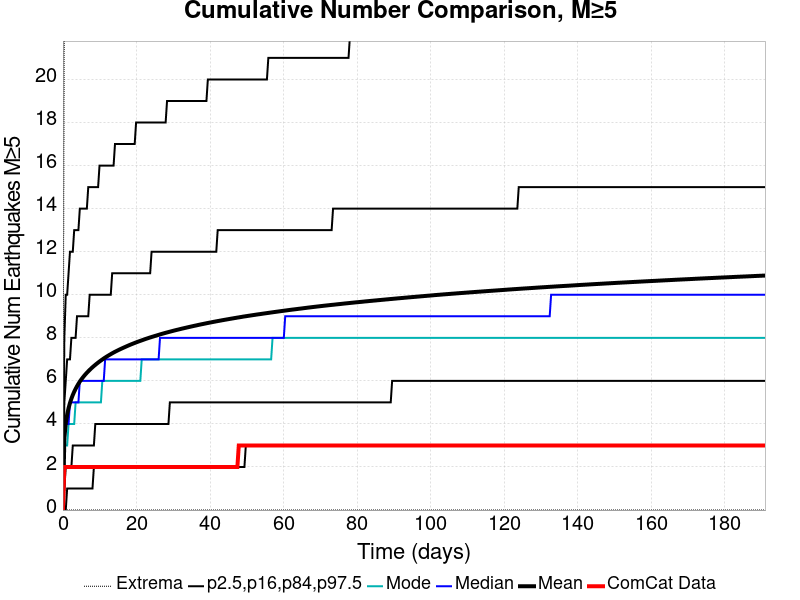 Cumulative Number Comparison, M≥5
Cumulative Num Earthquakes M≥5
20
18
16
14
12
10
8
6
4
2
0
0 20 40 60 80 100 120 140 160 180
Time (days)
Extrema p2.5,p16,p84,p97.5 Mode Median Mean ComCat Data